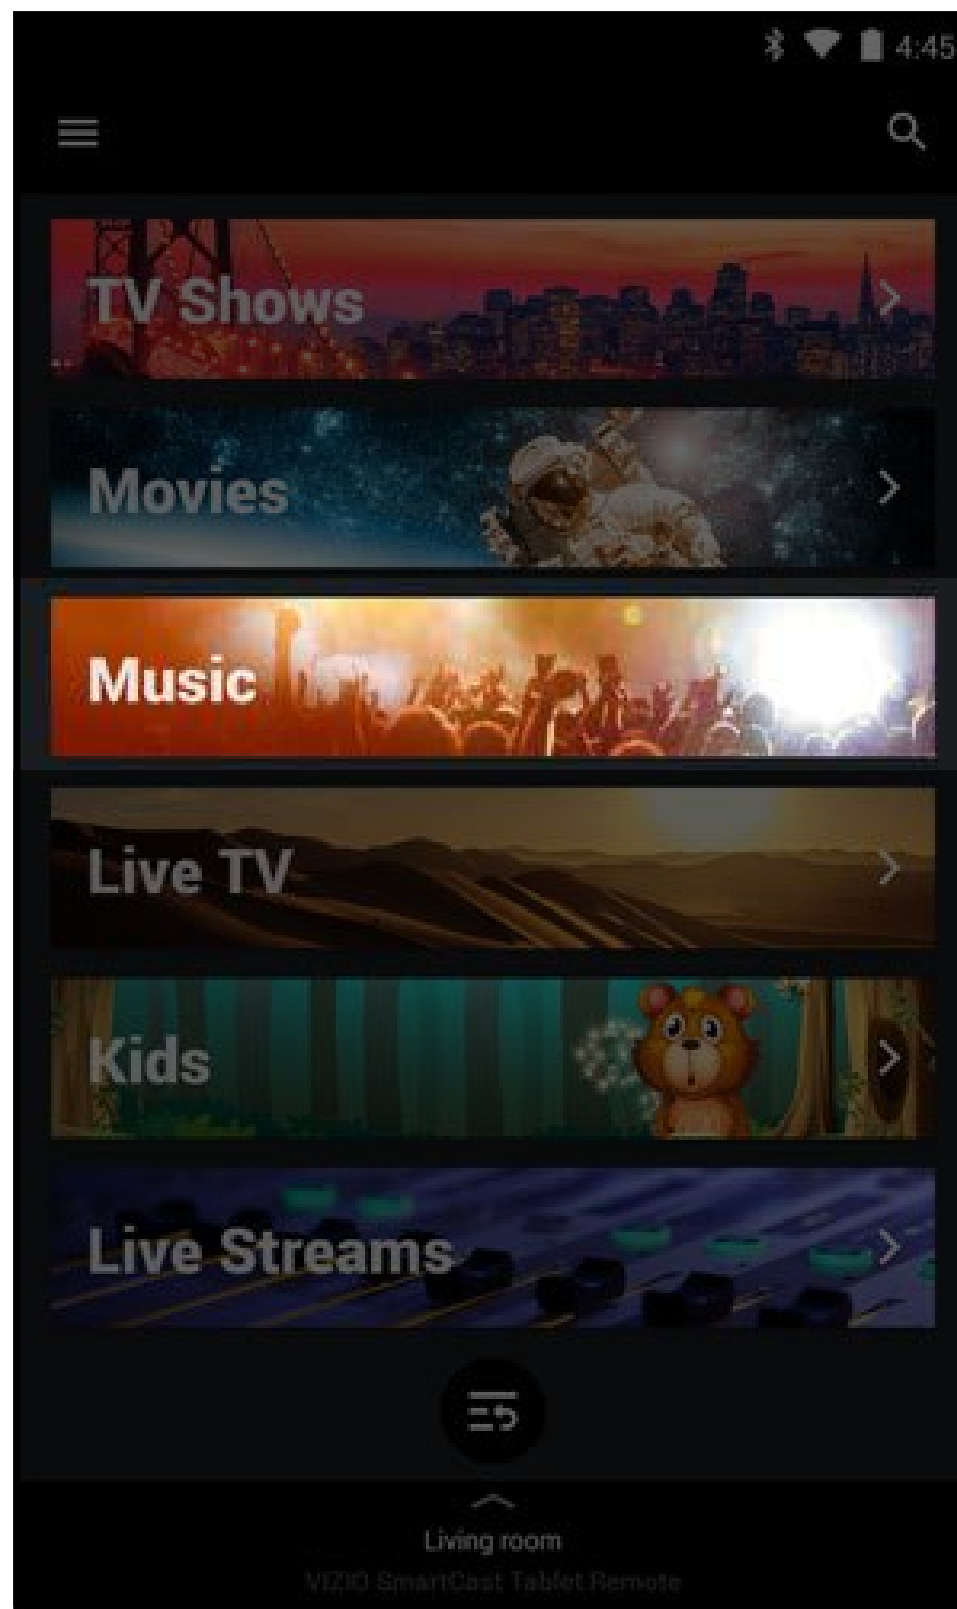 4:45
TV Shows
Movies
Music
Live TV
Kids
Live Streams
Living room
VIZIO SmartCast Tablet Remote